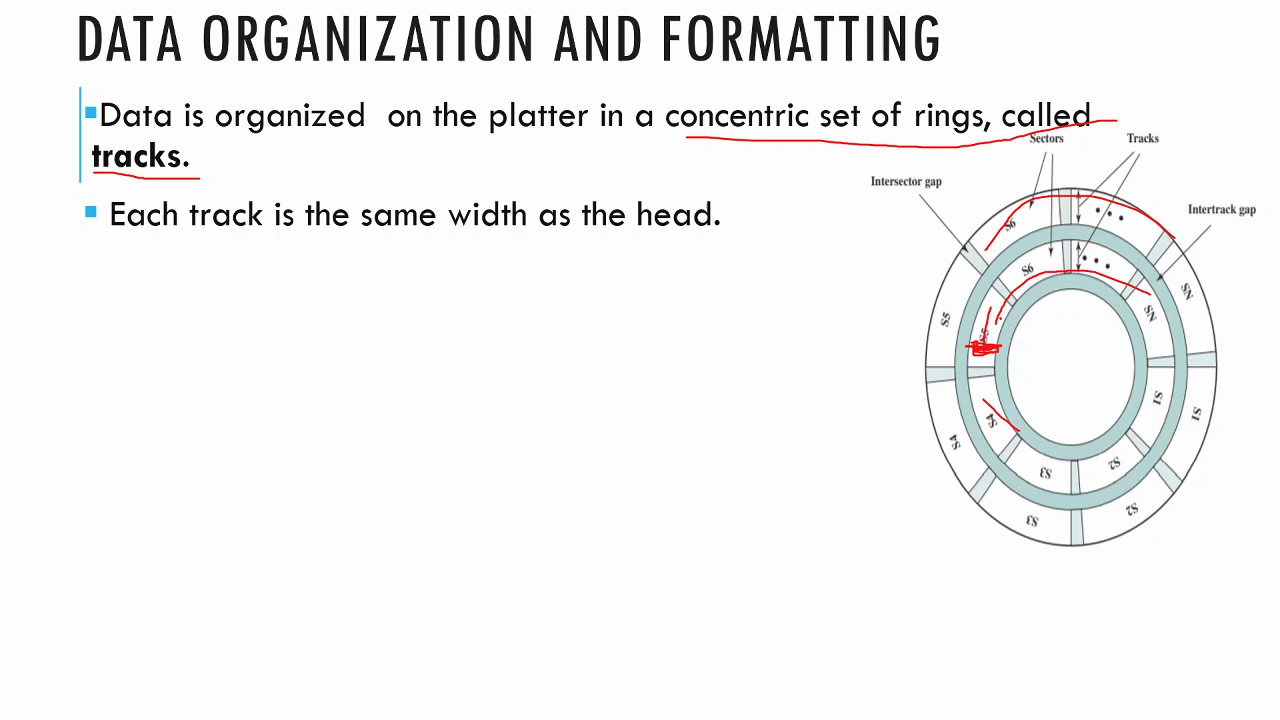 DATA ORGANIZATION AND FORMATTING
▪Data is organized on the platter in a concentric set of rings, called
tracks.
▪ Each track is the same width as the head.
Sectors
Tracks
Intersector gap
Intertrack gap
S6
• • •
S6
• • •
SN
SN
S5
S5
S1
S1
S4
S4
S3
S2
S3
S2